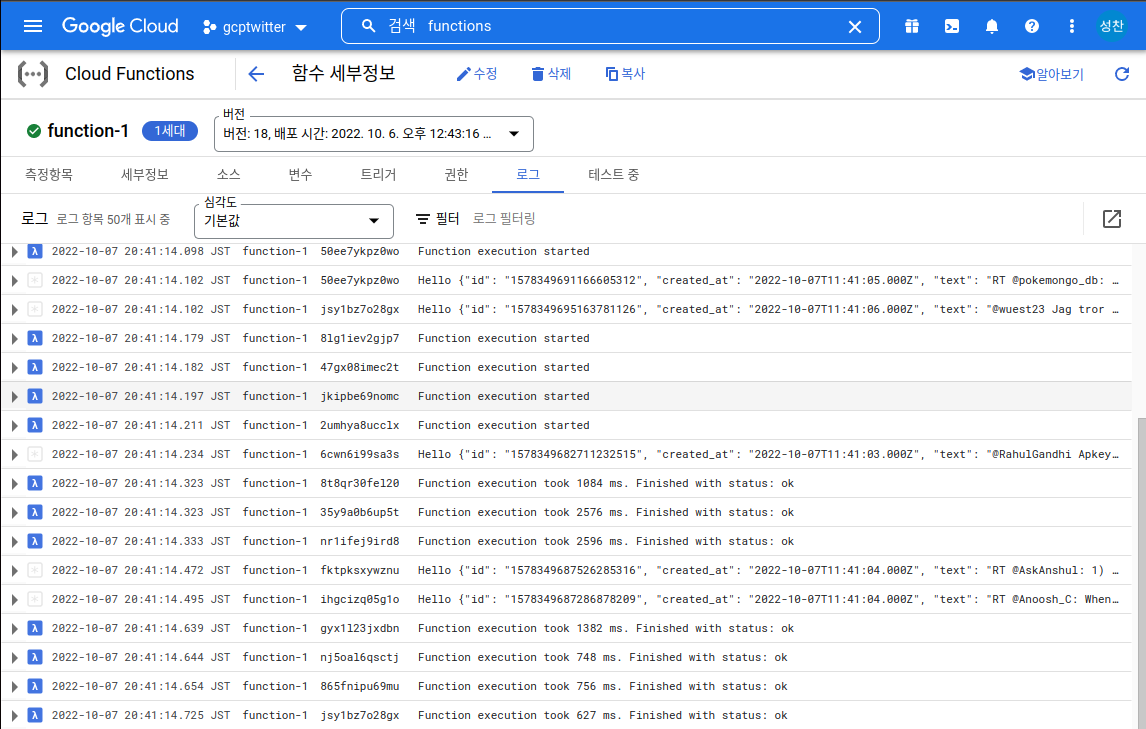 Google Cloud gcptwitter 검색 functions 성찬
Cloud Functions 함수 세부정보 수정 삭제 복사 알아보기
function-1 1세대 버전 버전: 18, 배포 시간: 2022. 10. 6. 오후 12:43:16 ...
측정항목 세부정보 소스 변수 트리거 권한 로그 테스트 중
로그 로그 항목 50개 표시 중 심각도 기본값 필터 로그 필터링
2022-10-07 20:41:14.098 JST function-1 50ee7ykpz0wo Function execution started
2022-10-07 20:41:14.102 JST function-1 50ee7ykpz0wo Hello {"id": "1578349691166605312", "created_at": "2022-10-07T11:41:05.000Z", "text": "RT @pokemongo_db: …
2022-10-07 20:41:14.102 JST function-1 jsy1bz7o28gx Hello {"id": "1578349695163781126", "created_at": "2022-10-07T11:41:06.000Z", "text": "@wuest23 Jag tror …
2022-10-07 20:41:14.179 JST function-1 8lg1iev2gjp7 Function execution started
2022-10-07 20:41:14.182 JST function-1 47gx08imec2t Function execution started
2022-10-07 20:41:14.197 JST function-1 jkipbe69nomc Function execution started
2022-10-07 20:41:14.211 JST function-1 2umhya8ucclx Function execution started
2022-10-07 20:41:14.234 JST function-1 6cwn6i99sa3s Hello {"id": "1578349682711232515", "created_at": "2022-10-07T11:41:03.000Z", "text": "@RahulGandhi Apkey…
2022-10-07 20:41:14.323 JST function-1 8t8qr30fel20 Function execution took 1084 ms. Finished with status: ok
2022-10-07 20:41:14.323 JST function-1 35y9a0b6up5t Function execution took 2576 ms. Finished with status: ok
2022-10-07 20:41:14.333 JST function-1 nr1ifej9ird8 Function execution took 2596 ms. Finished with status: ok
2022-10-07 20:41:14.472 JST function-1 fktpksxywznu Hello {"id": "1578349687526285316", "created_at": "2022-10-07T11:41:04.000Z", "text": "RT @AskAnshul: 1) …
2022-10-07 20:41:14.495 JST function-1 ihgcizq05g1o Hello {"id": "1578349687286878209", "created_at": "2022-10-07T11:41:04.000Z", "text": "RT @Anoosh_C: When…
2022-10-07 20:41:14.639 JST function-1 gyx1l23jxdbn Function execution took 1382 ms. Finished with status: ok
2022-10-07 20:41:14.644 JST function-1 nj5oal6qsctj Function execution took 748 ms. Finished with status: ok
2022-10-07 20:41:14.654 JST function-1 865fnipu69mu Function execution took 756 ms. Finished with status: ok
2022-10-07 20:41:14.725 JST function-1 jsy1bz7o28gx Function execution took 627 ms. Finished with status: ok